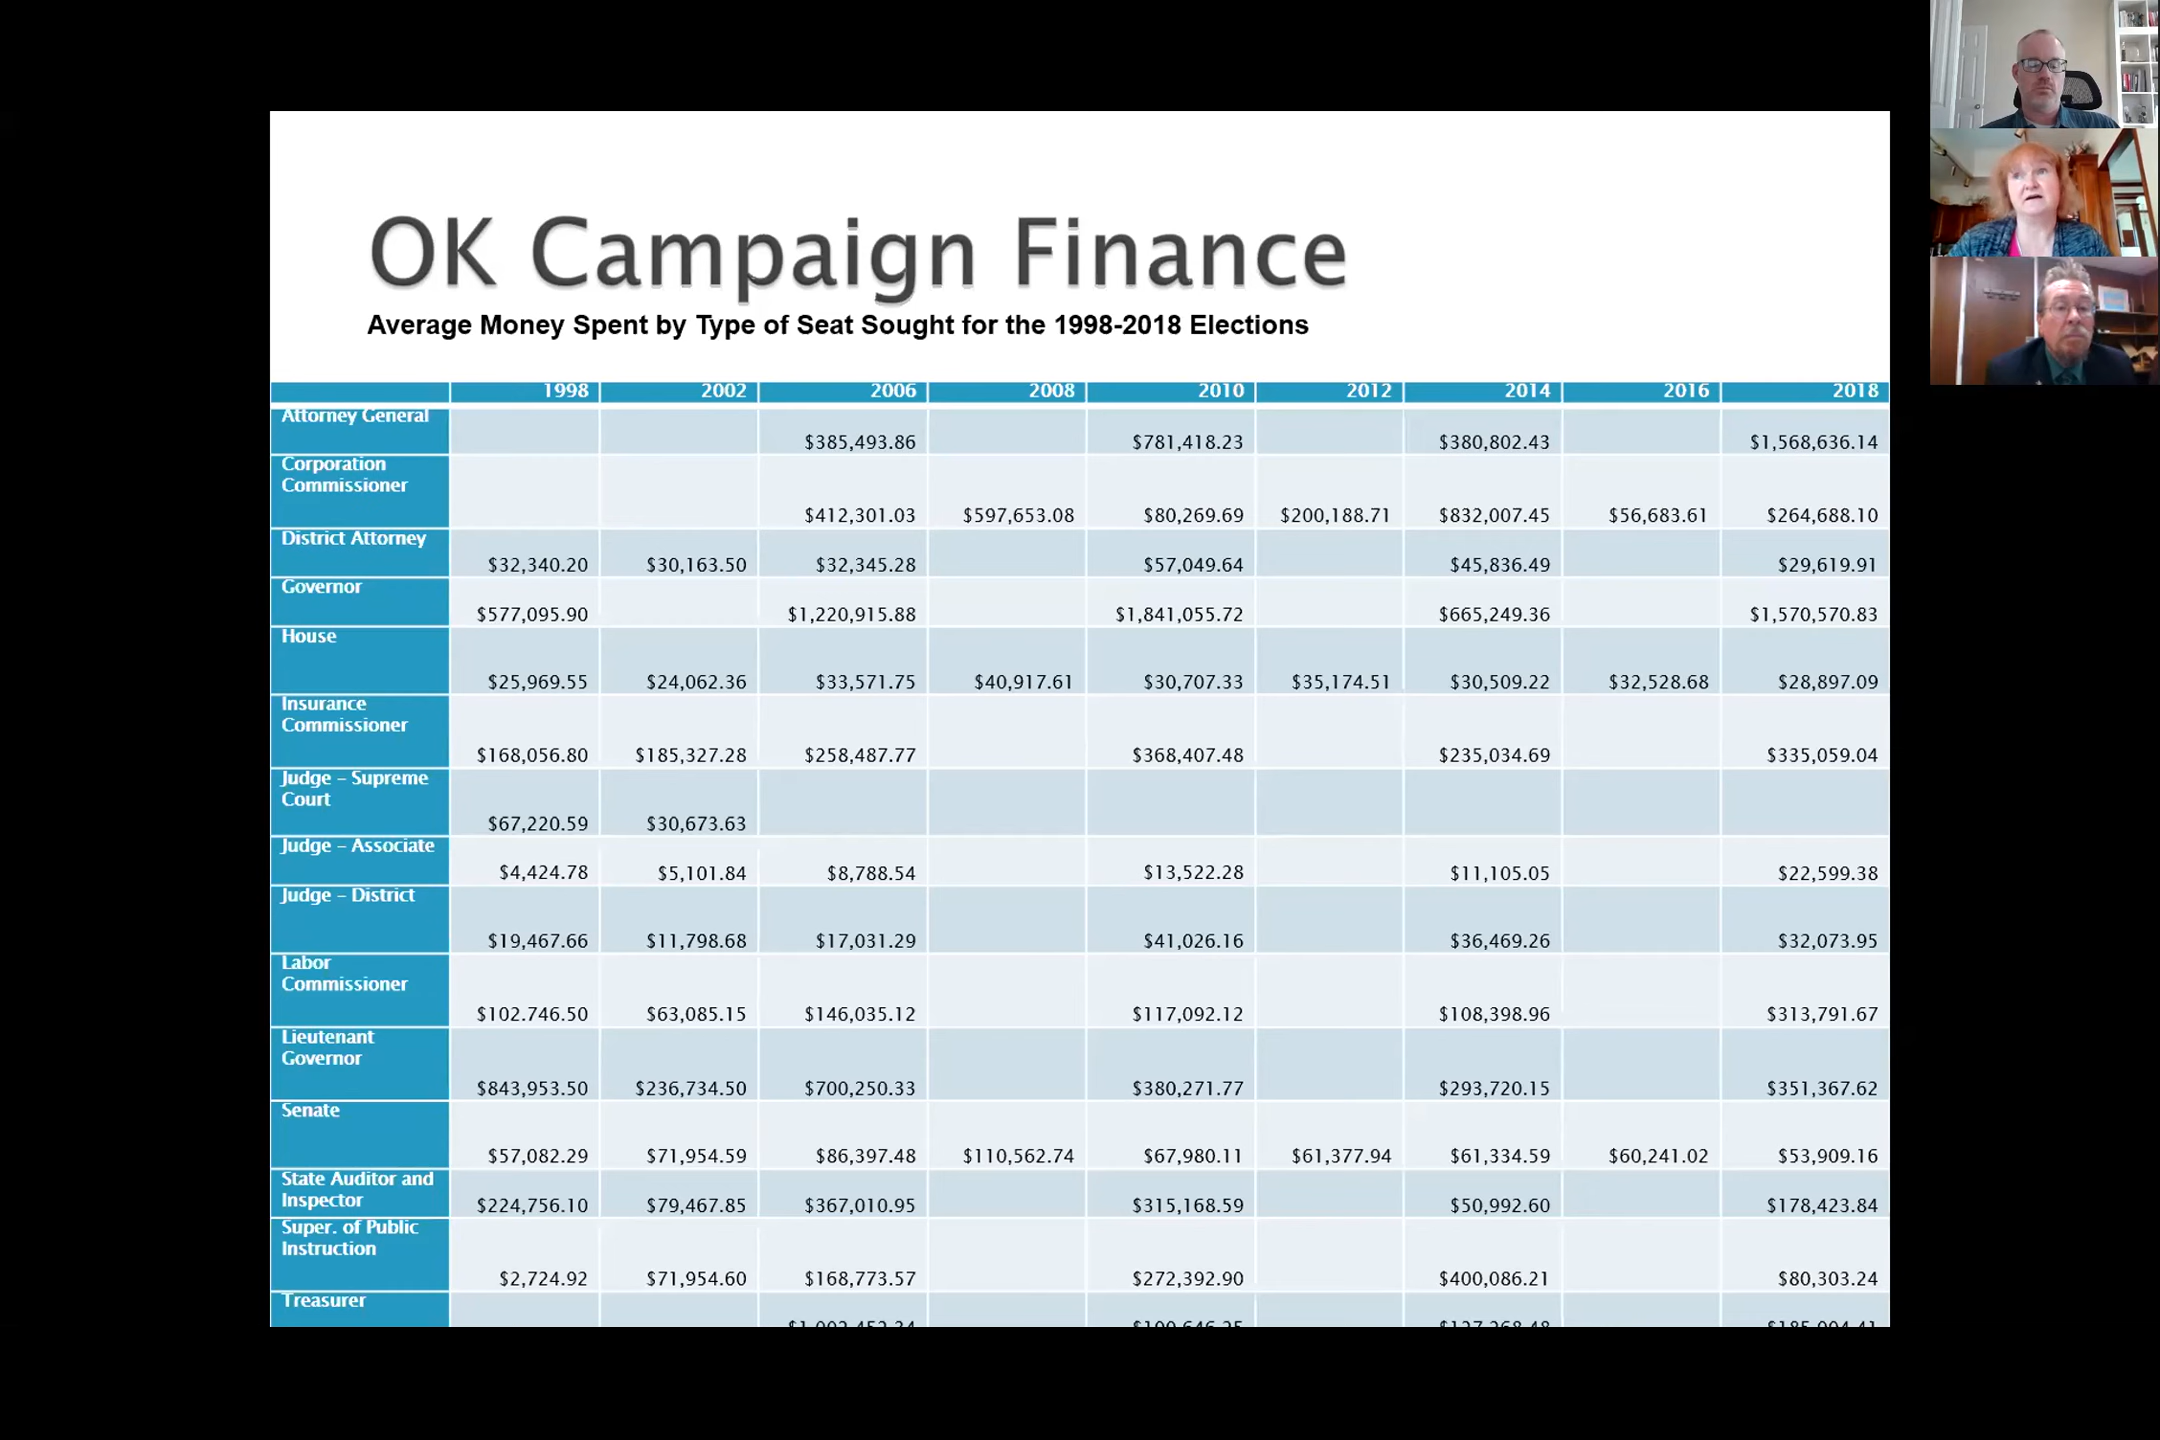 OK Campaign Finance
Average Money Spent by Type of Seat Sought for the 1998-2018 Elections
1998 2002 2006 2008 2010 2012 2014 2016 2018
Attorney General
$385,493.86 $781,418.23 $380,802.43 $1,568,636.14
Corporation
Commissioner
$412,301.03 $597,653.08 $80,269.69 $200,188.71 $832,007.45 $56,683.61 $264,688.10
District Attorney
$32,340.20 $30,163.50 $32,345.28 $57,049.64 $45,836.49 $29,619.91
Governor
$577,095.90 $1,220,915.88 $1,841,055.72 $665,249.36 $1,570,570.83
House
$25,969.55 $24,062.36 $33,571.75 $40,917.61 $30,707.33 $35,174.51 $30,509.22 $32,528.68 $28,897.09
Insurance
Commissioner
$168,056.80 $185,327.28 $258,487.77 $368,407.48 $235,034.69 $335,059.04
Judge – Supreme
Court
$67,220.59 $30,673.63
Judge – Associate
$4,424.78 $5,101.84 $8,788.54 $13,522.28 $11,105.05 $22,599.38
Judge – District
$19,467.66 $11,798.68 $17,031.29 $41,026.16 $36,469.26 $32,073.95
Labor
Commissioner
$102.746.50 $63,085.15 $146,035.12 $117,092.12 $108,398.96 $313,791.67
Lieutenant
Governor
$843,953.50 $236,734.50 $700,250.33 $380,271.77 $293,720.15 $351,367.62
Senate
$57,082.29 $71,954.59 $86,397.48 $110,562.74 $67,980.11 $61,377.94 $61,334.59 $60,241.02 $53,909.16
State Auditor and
Inspector
$224,756.10 $79,467.85 $367,010.95 $315,168.59 $50,992.60 $178,423.84
Super. of Public
Instruction
$2,724.92 $71,954.60 $168,773.57 $272,392.90 $400,086.21 $80,303.24
Treasurer